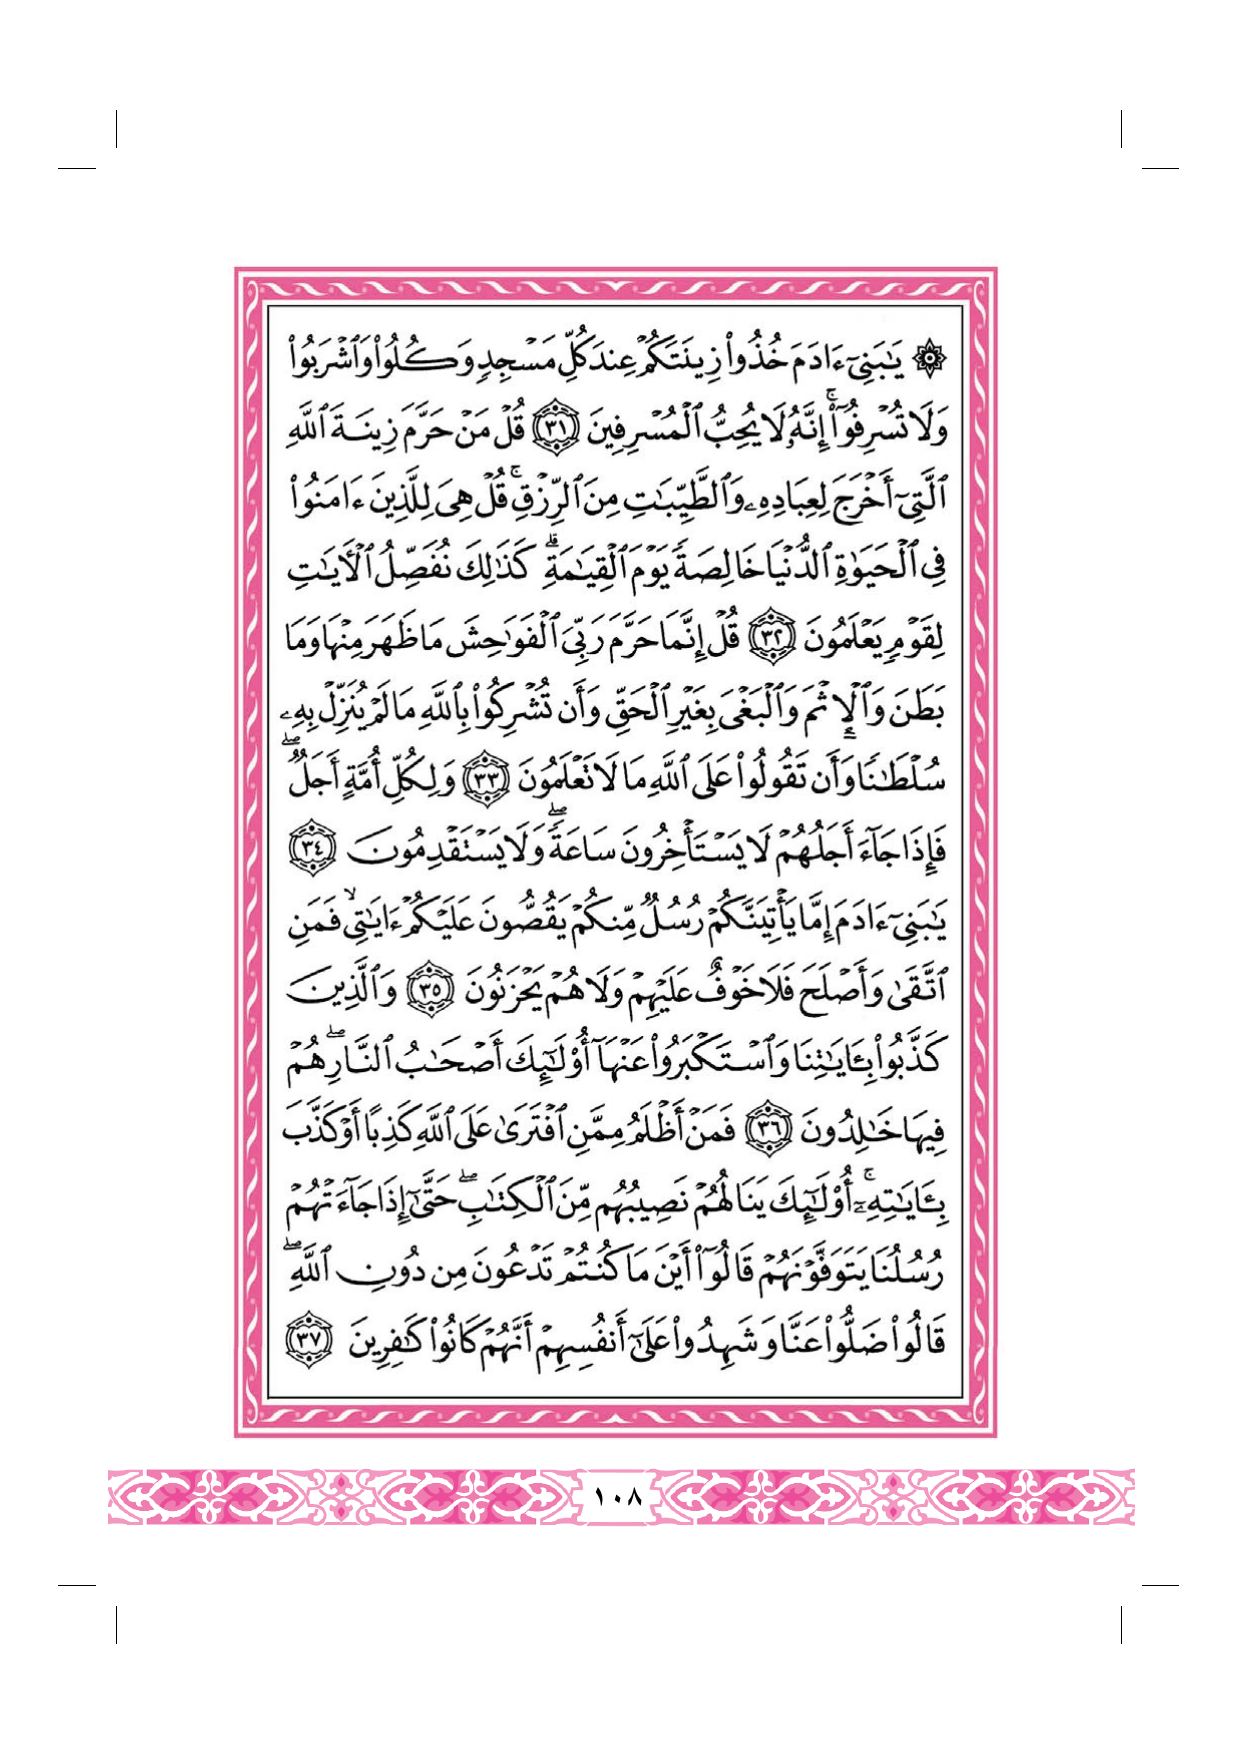 ۞ يَٰبَنِيٓ ءَادَمَ خُذُواْ زِينَتَكُمۡ عِندَ كُلِّ مَسۡجِدٖ وَكُلُواْ وَٱشۡرَبُواْ
وَلَا تُسۡرِفُوٓاْۚ إِنَّهُۥ لَا يُحِبُّ ٱلۡمُسۡرِفِينَ ٣١ قُلۡ مَنۡ حَرَّمَ زِينَةَ ٱللَّهِ
ٱلَّتِيٓ أَخۡرَجَ لِعِبَادِهِۦ وَٱلطَّيِّبَٰتِ مِنَ ٱلرِّزۡقِۚ قُلۡ هِيَ لِلَّذِينَ ءَامَنُواْ
فِي ٱلۡحَيَوٰةِ ٱلدُّنۡيَا خَالِصَةٗ يَوۡمَ ٱلۡقِيَٰمَةِۗ كَذَٰلِكَ نُفَصِّلُ ٱلۡأٓيَٰتِ
لِقَوۡمٖ يَعۡلَمُونَ ٣٢ قُلۡ إِنَّمَا حَرَّمَ رَبِّيَ ٱلۡفَوَٰحِشَ مَا ظَهَرَ مِنۡهَا وَمَا
بَطَنَ وَٱلۡإِثۡمَ وَٱلۡبَغۡيَ بِغَيۡرِ ٱلۡحَقِّ وَأَن تُشۡرِكُواْ بِٱللَّهِ مَا لَمۡ يُنَزِّلۡ بِهِۦ
سُلۡطَٰنٗا وَأَن تَقُولُواْ عَلَى ٱللَّهِ مَا لَا تَعۡلَمُونَ ٣٣ وَلِكُلِّ أُمَّةٍ أَجَلٞۖ
فَإِذَا جَآءَ أَجَلُهُمۡ لَا يَسۡتَأۡخِرُونَ سَاعَةٗ وَلَا يَسۡتَقۡدِمُونَ ٣٤
يَٰبَنِيٓ ءَادَمَ إِمَّا يَأۡتِيَنَّكُمۡ رُسُلٞ مِّنكُمۡ يَقُصُّونَ عَلَيۡكُمۡ ءَايَٰتِي فَمَنِ
ٱتَّقَىٰ وَأَصۡلَحَ فَلَا خَوۡفٌ عَلَيۡهِمۡ وَلَا هُمۡ يَحۡزَنُونَ ٣٥ وَٱلَّذِينَ
كَذَّبُواْ بِـَٔايَٰتِنَا وَٱسۡتَكۡبَرُواْ عَنۡهَآ أُوْلَٰٓئِكَ أَصۡحَٰبُ ٱلنَّارِۖ هُمۡ
فِيهَا خَٰلِدُونَ ٣٦ فَمَنۡ أَظۡلَمُ مِمَّنِ ٱفۡتَرَىٰ عَلَى ٱللَّهِ كَذِبًا أَوۡ كَذَّبَ
بِـَٔايَٰتِهِۦٓۚ أُوْلَٰٓئِكَ يَنَالُهُمۡ نَصِيبُهُم مِّنَ ٱلۡكِتَٰبِۖ حَتَّىٰٓ إِذَا جَآءَتۡهُمۡ
رُسُلُنَا يَتَوَفَّوۡنَهُمۡ قَالُوٓاْ أَيۡنَ مَا كُنتُمۡ تَدۡعُونَ مِن دُونِ ٱللَّهِۖ
قَالُواْ ضَلُّواْ عَنَّا وَشَهِدُواْ عَلَىٰٓ أَنفُسِهِمۡ أَنَّهُمۡ كَانُواْ كَٰفِرِينَ ٣٧
١٠٨